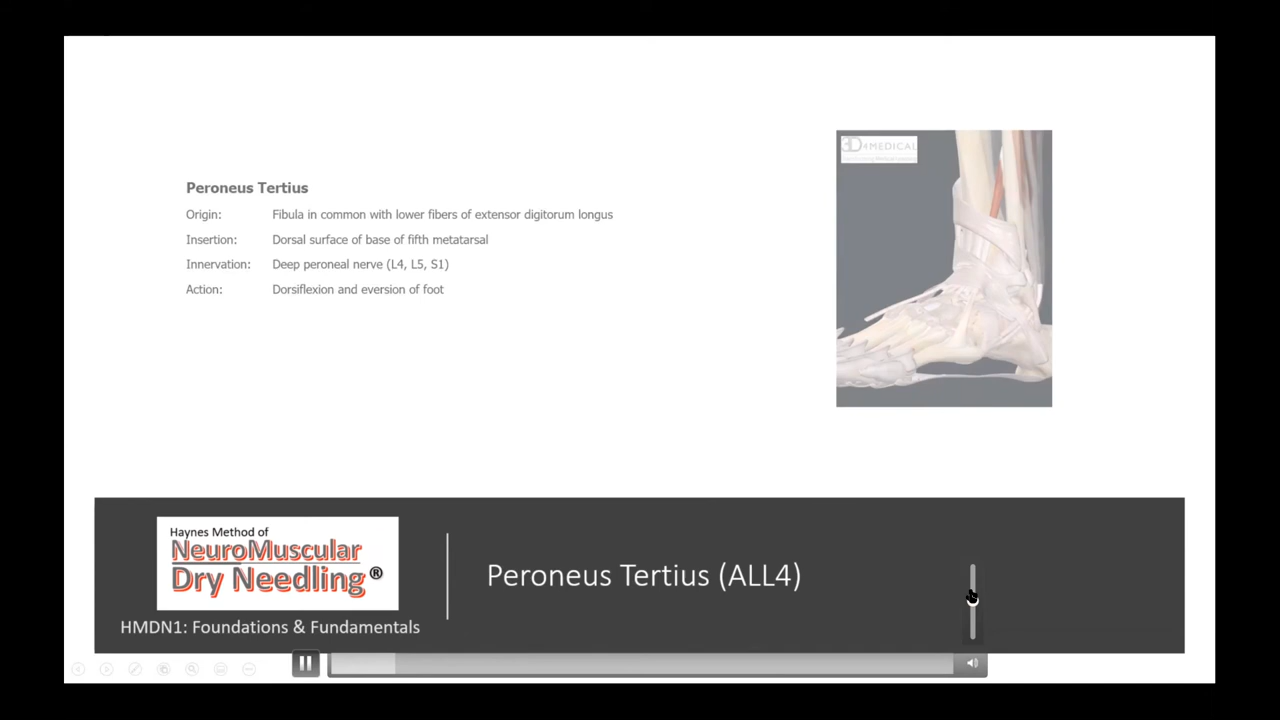 3D4MEDICAL
Peroneus Tertius
Origin: Fibula in common with lower fibers of extensor digitorum longus
Insertion: Dorsal surface of base of fifth metatarsal
Innervation: Deep peroneal nerve (L4, L5, S1)
Action: Dorsiflexion and eversion of foot
Haynes Method of
NeuroMuscular
Dry Needling®
HMDN1: Foundations & Fundamentals
Peroneus Tertius (ALL4)